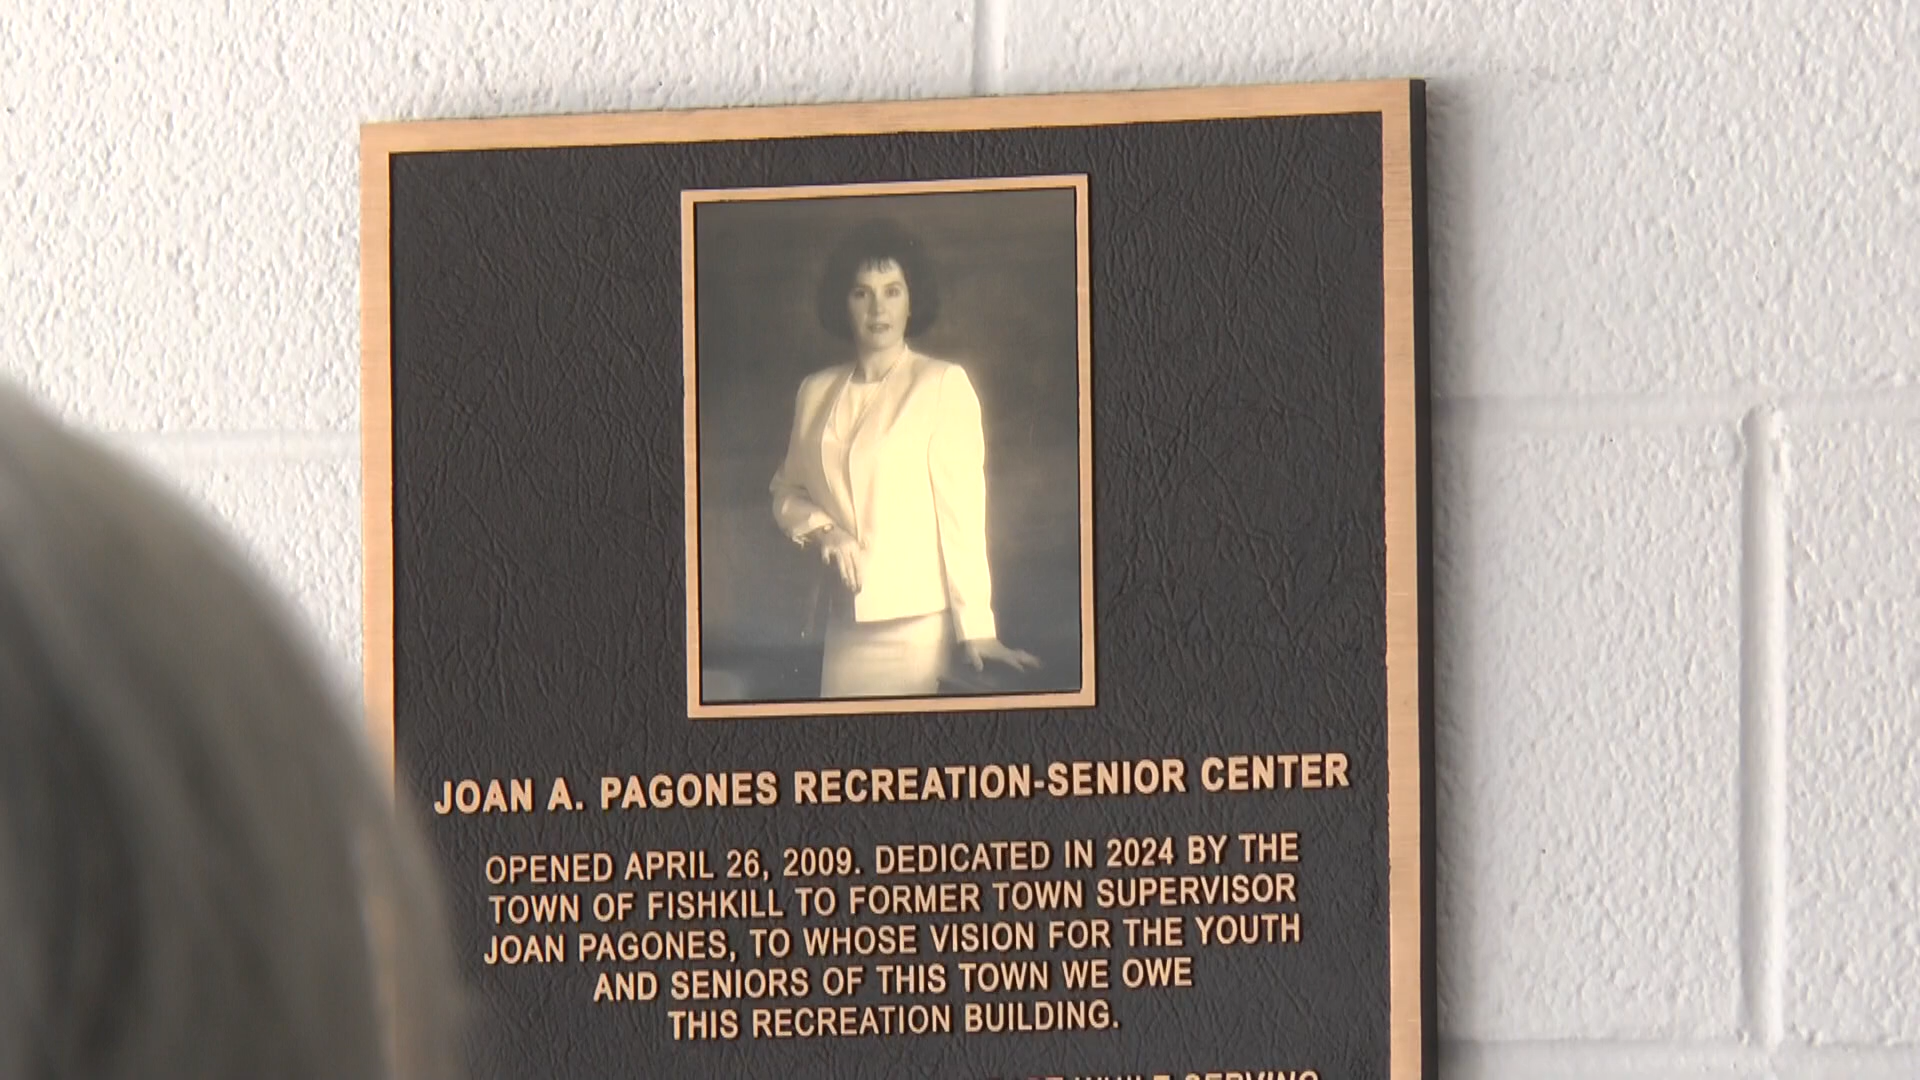 JOAN A. PAGONES RECREATION-SENIOR CENTER
OPENED APRIL 26, 2009. DEDICATED IN 2024 BY THE
TOWN OF FISHKILL TO FORMER TOWN SUPERVISOR
JOAN PAGONES, TO WHOSE VISION FOR THE YOUTH
AND SENIORS OF THIS TOWN WE OWE
THIS RECREATION BUILDING.
WHILE SERVING